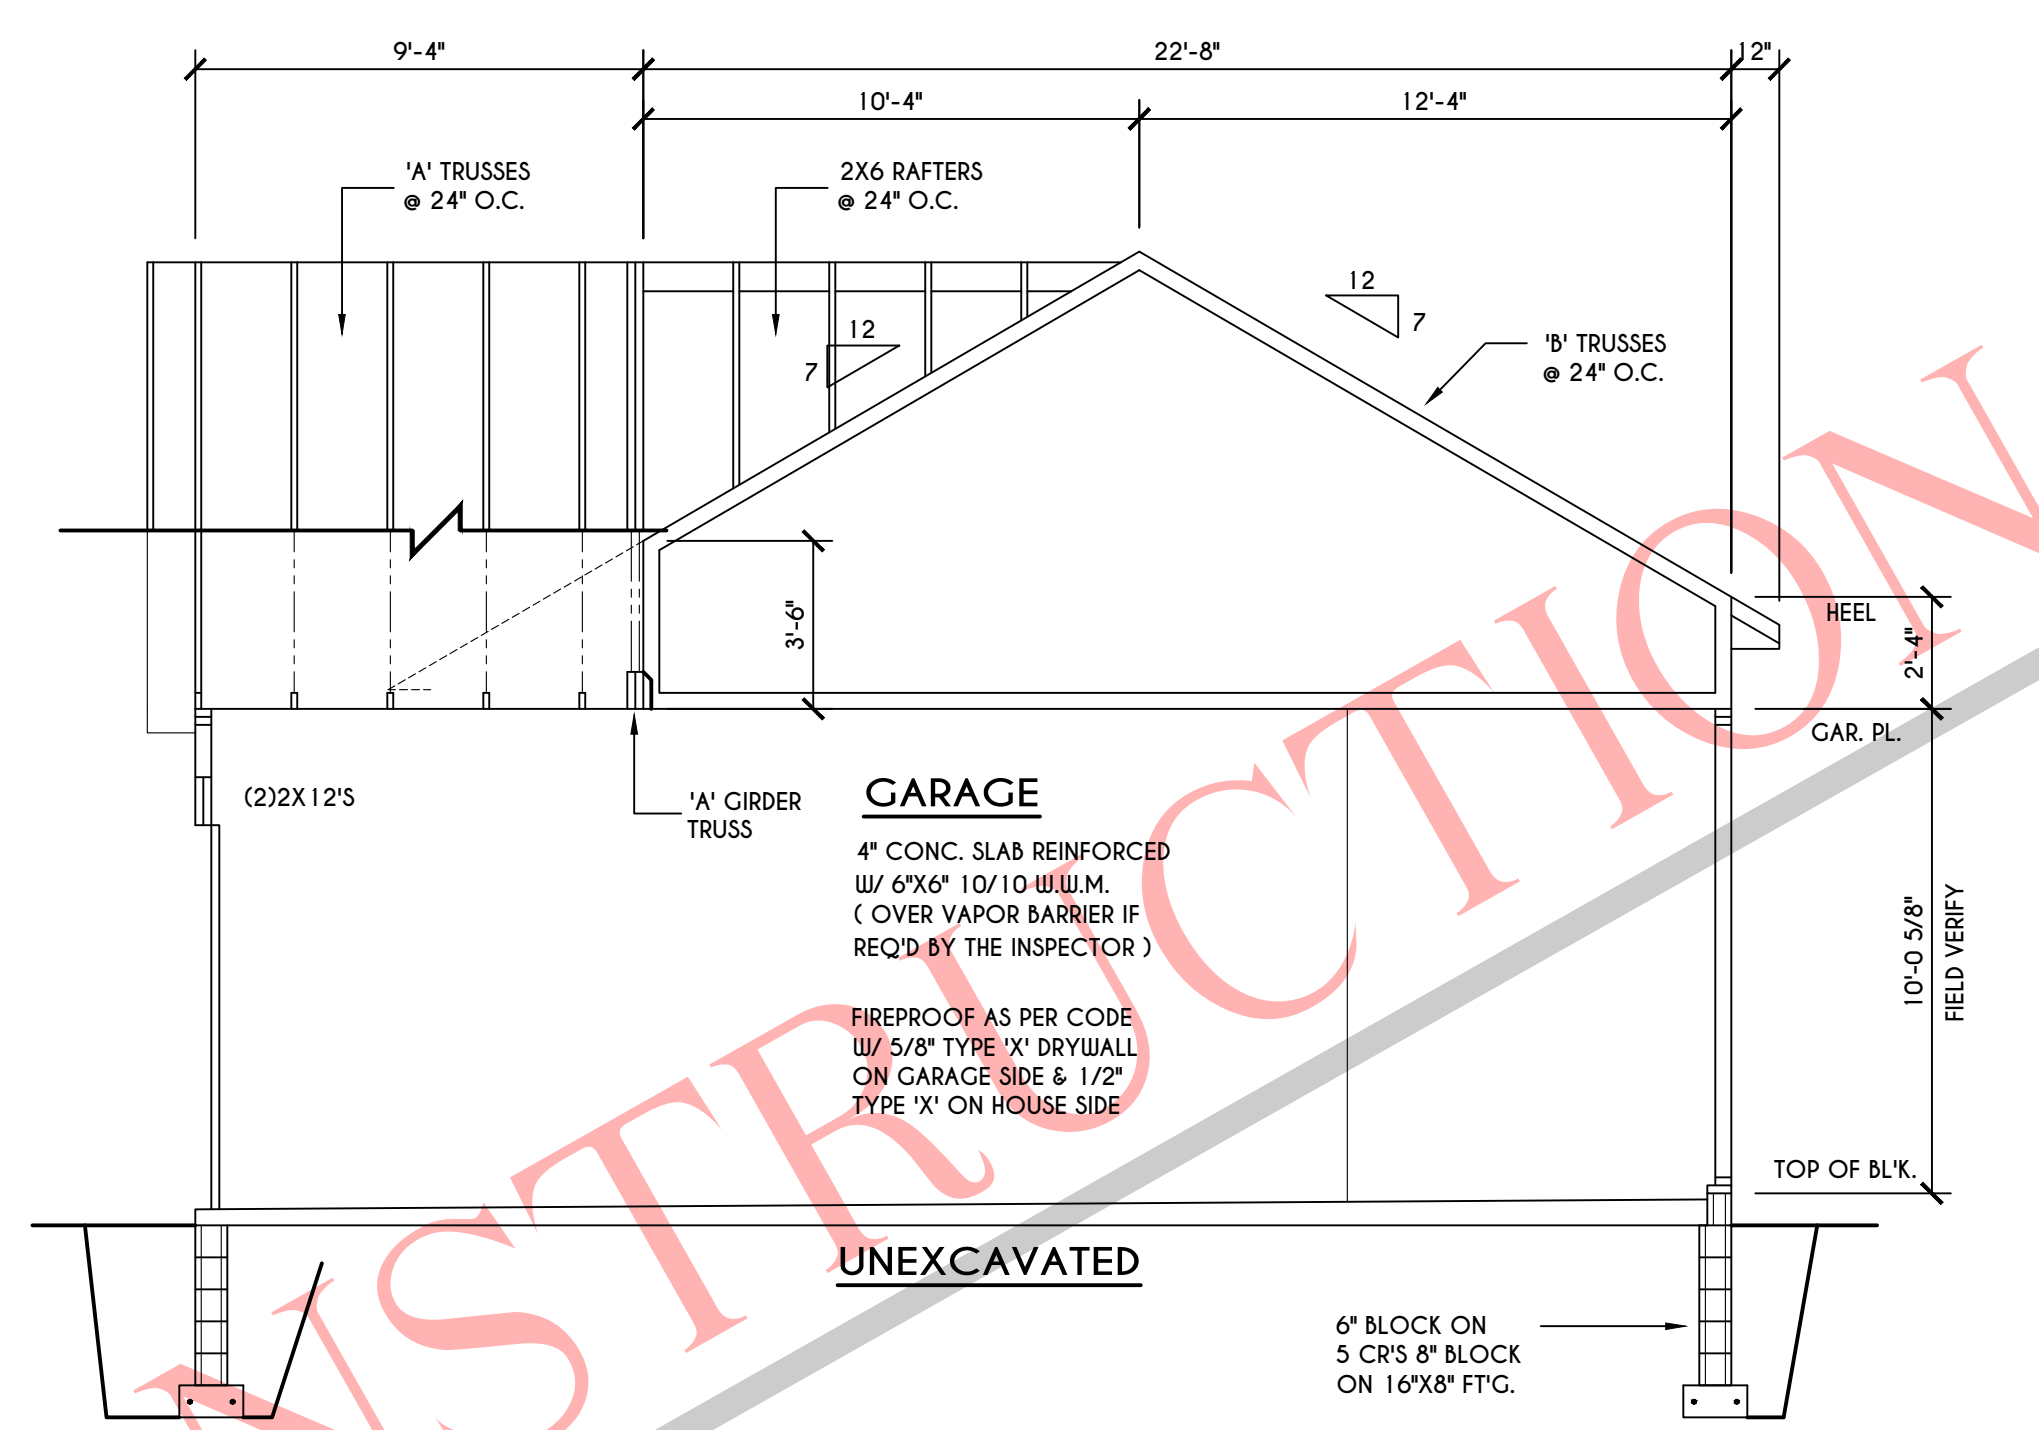 9'-4"
22'-8"
12"
10'-4"
12'-4"
'A' TRUSSES
@ 24" O.C.
2X6 RAFTERS
@ 24" O.C.
12
7
12
7
'B' TRUSSES
@ 24" O.C.
3'-6"
HEEL
2'-4"
GAR. PL.
(2)2X12'S
'A' GIRDER
TRUSS
GARAGE
4" CONC. SLAB REINFORCED
W/ 6"X6" 10/10 W.W.M.
( OVER VAPOR BARRIER IF
REQ'D BY THE INSPECTOR )
FIREPROOF AS PER CODE
W/ 5/8" TYPE 'X' DRYWALL
ON GARAGE SIDE & 1/2"
TYPE 'X' ON HOUSE SIDE
10'-0 5/8"
FIELD VERIFY
TOP OF BL'K.
UNEXCAVATED
6" BLOCK ON
5 CR'S 8" BLOCK
ON 16"X8" FT'G.
NSTRUCTION